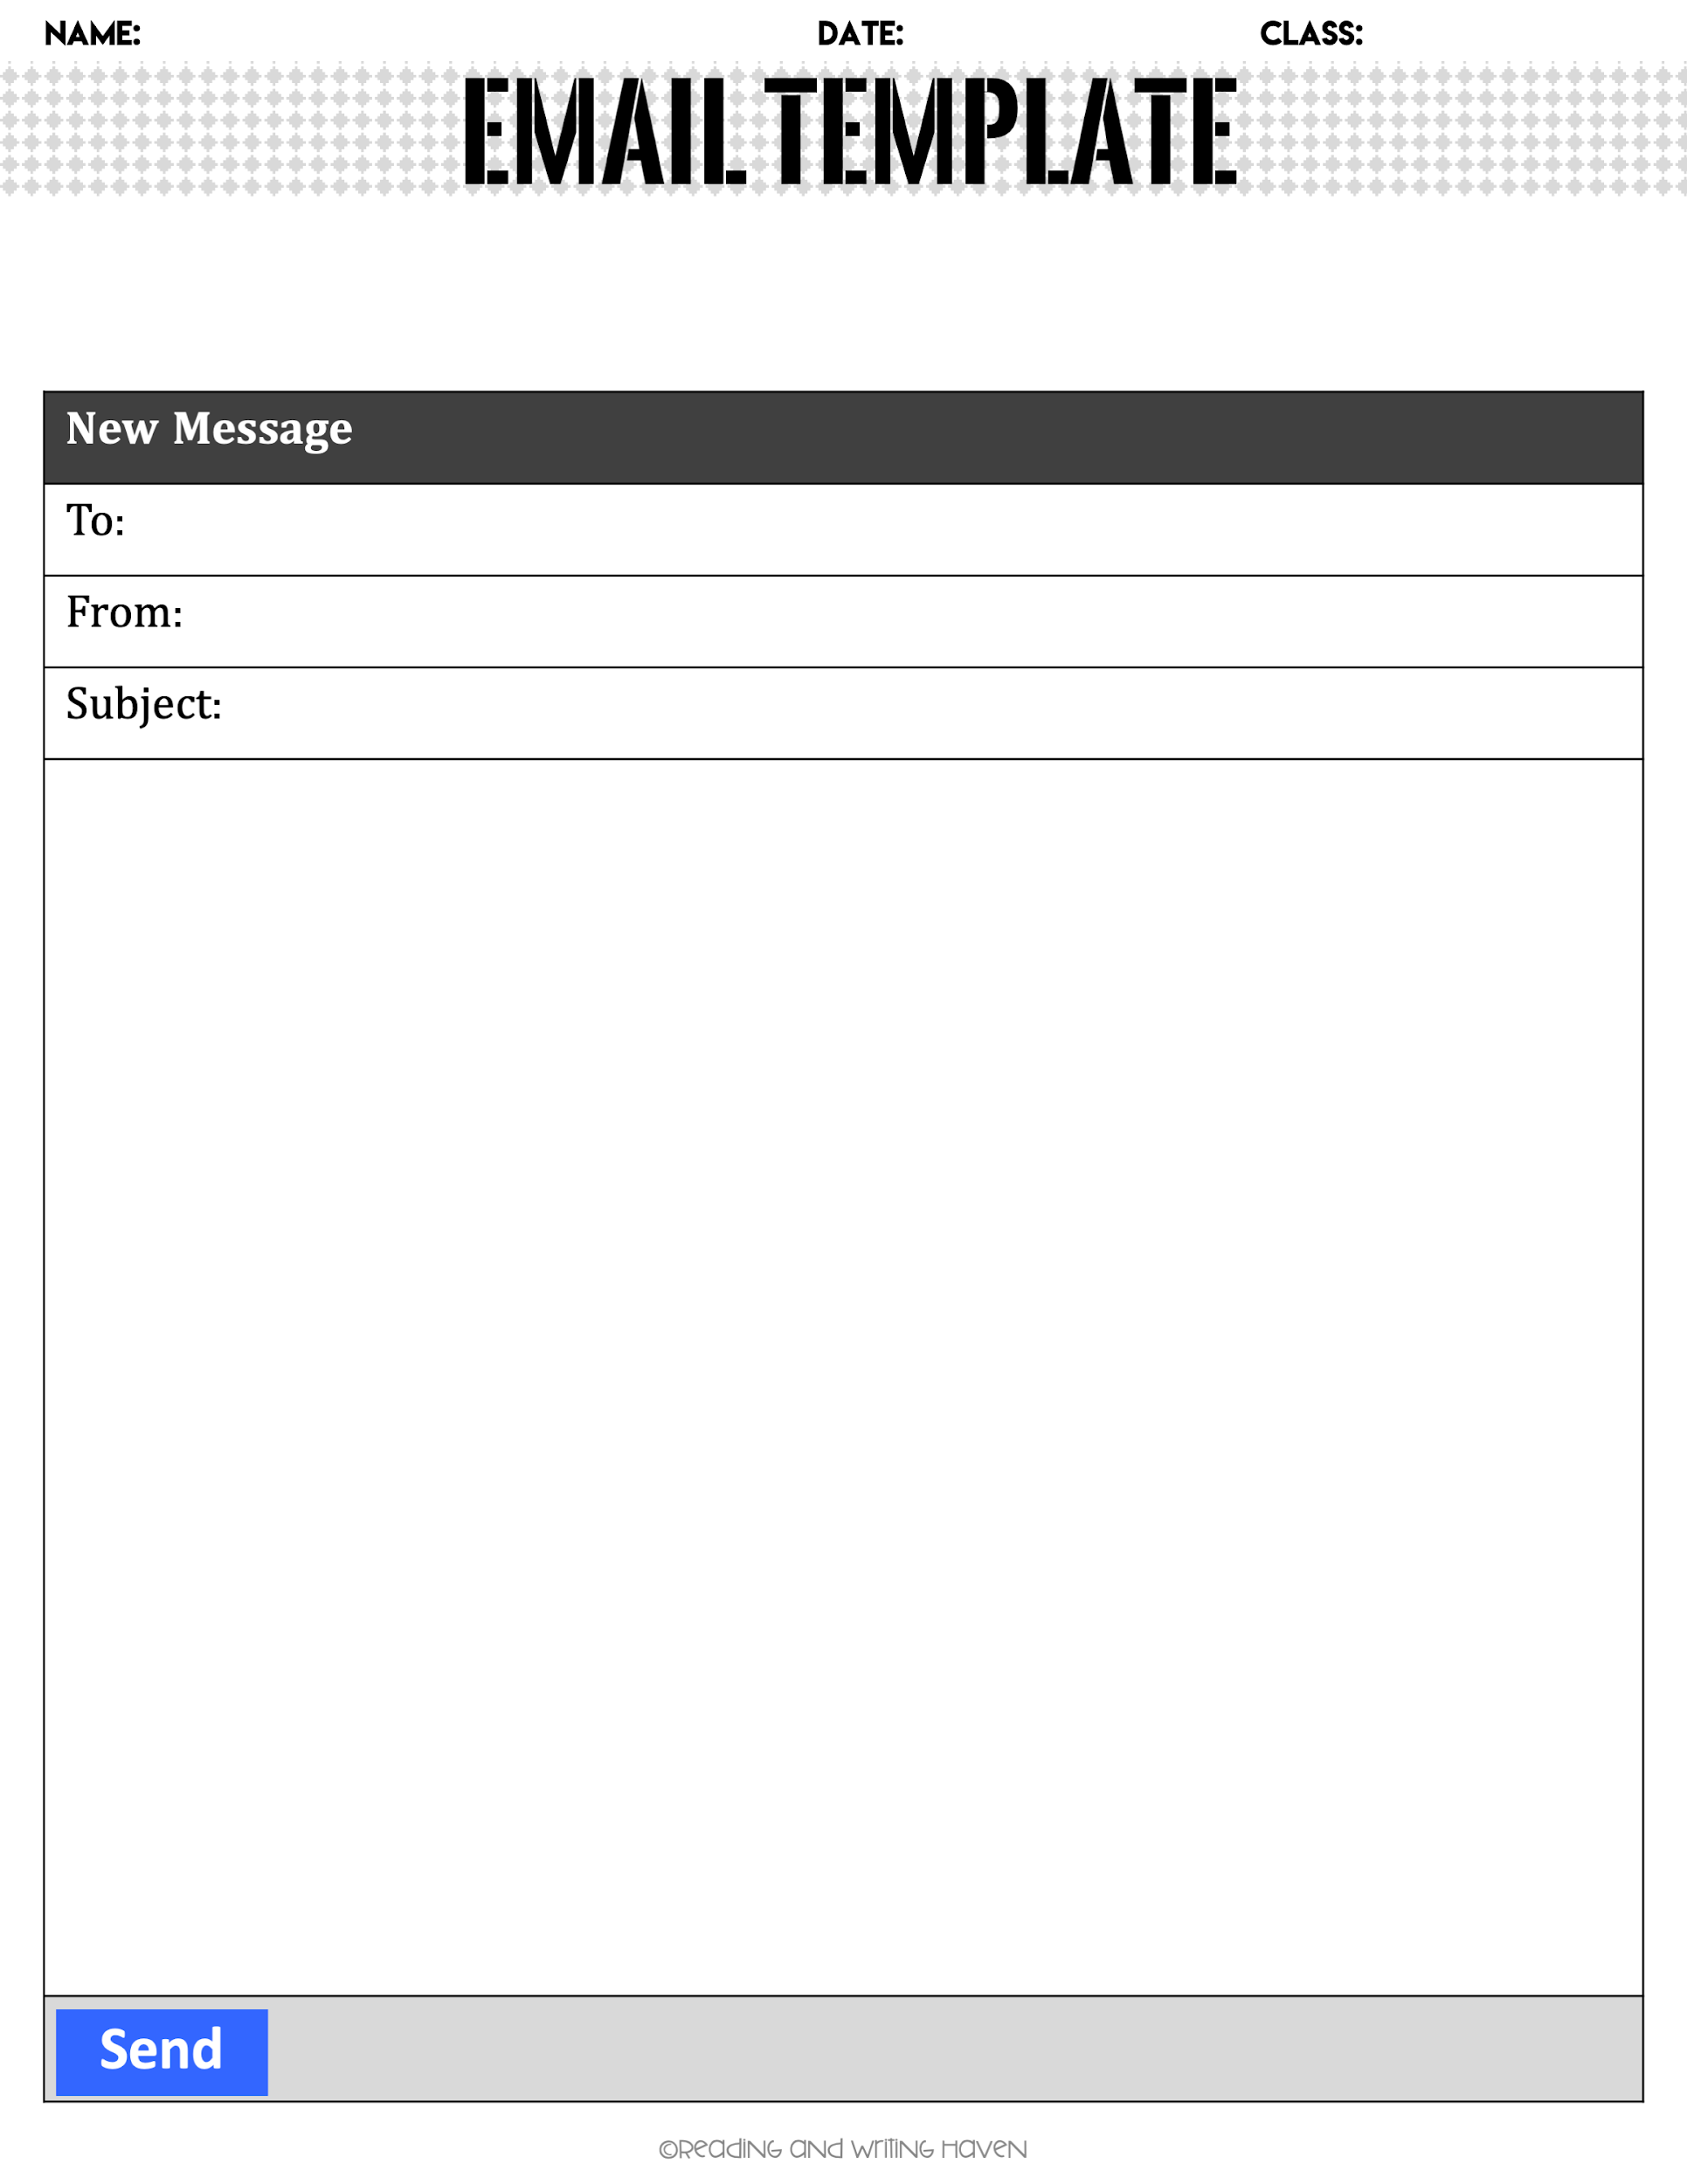 NAME: DATE: CLASS:
EMAIL TEMPLATE
New Message
To:
From:
Subject:
Send
©Reading and Writing Haven